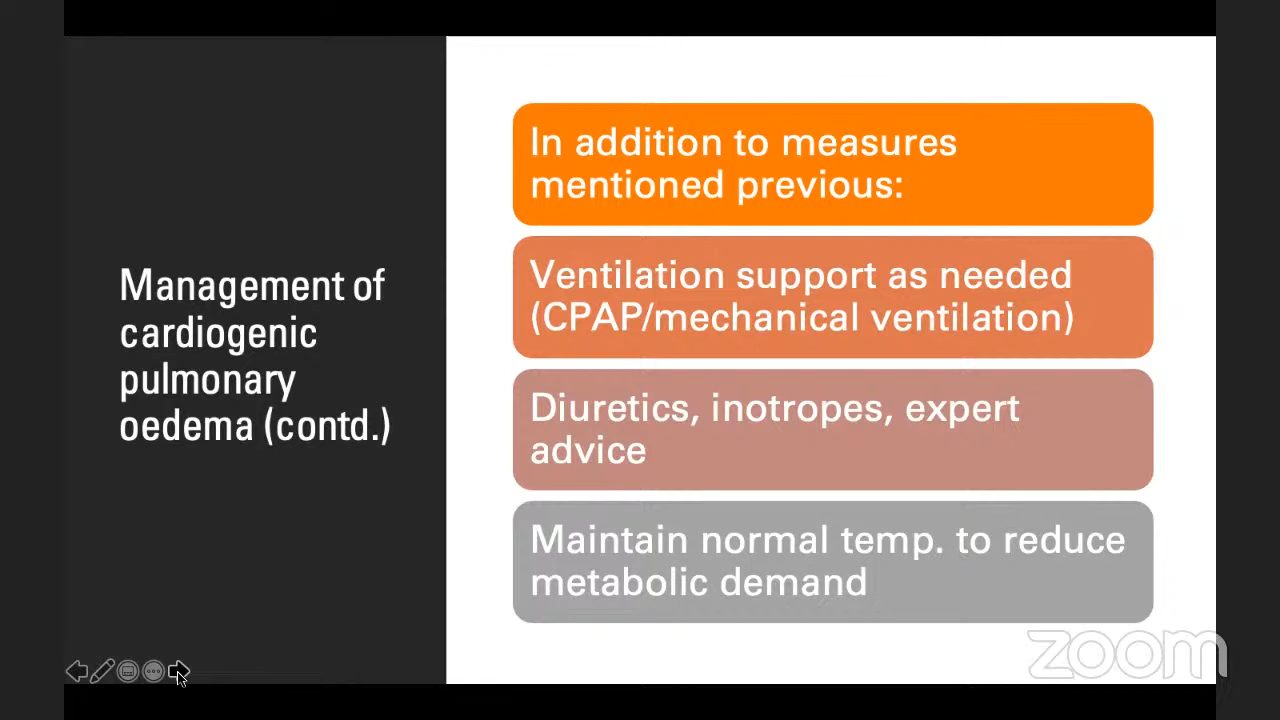 Management of
cardiogenic
pulmonary
oedema (contd.)
In addition to measures
mentioned previous:
Ventilation support as needed
(CPAP/mechanical ventilation)
Diuretics, inotropes, expert
advice
Maintain normal temp. to reduce
metabolic demand
zoom